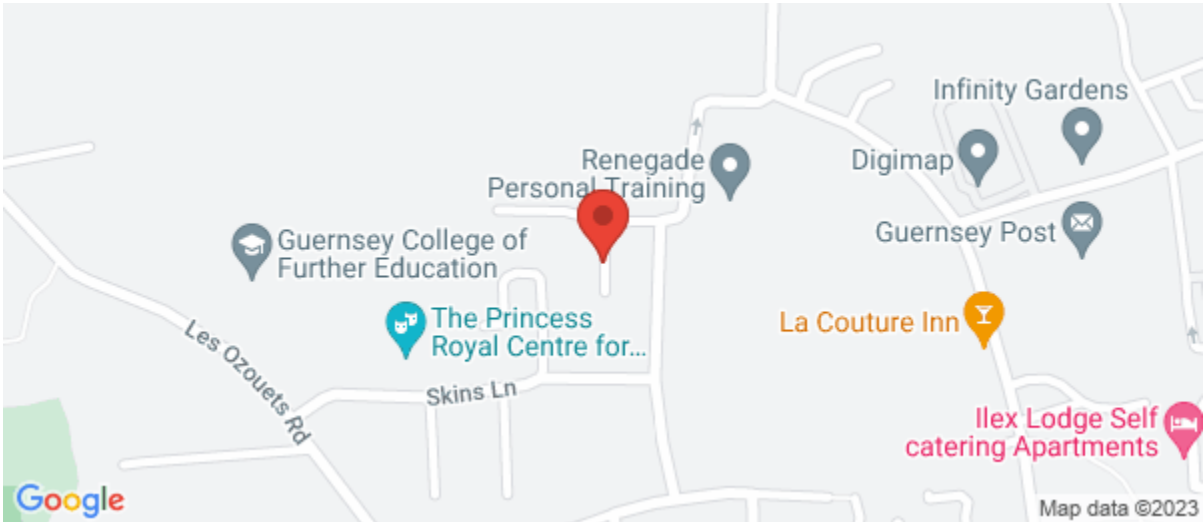 Infinity Gardens
Renegade
Personal Training
Digimap
Guernsey College of
Further Education
Guernsey Post
The Princess
Royal Centre for...
La Couture Inn
Les Ozouets Rd
Skins Ln
Ilex Lodge Self
catering Apartments
Google
Map data ©2023